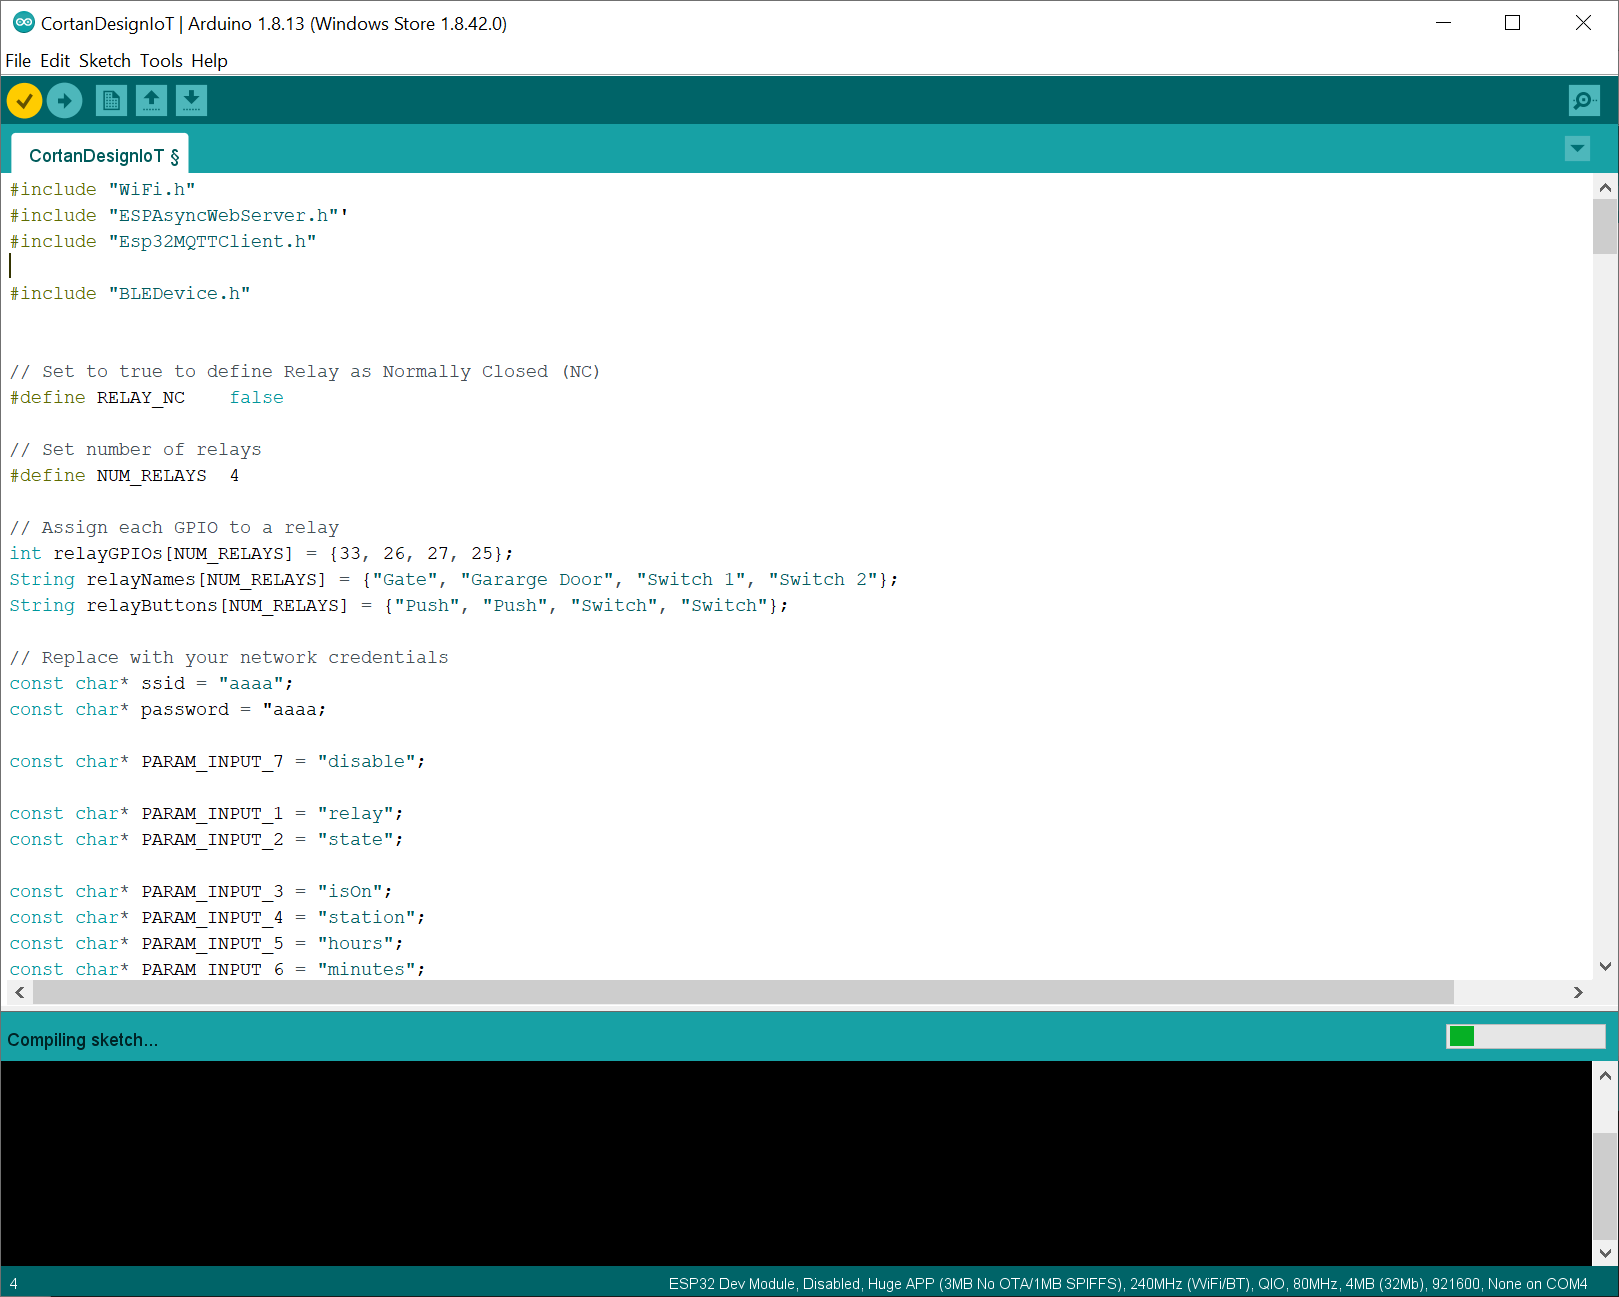 CortanDesignIoT | Arduino 1.8.13 (Windows Store 1.8.42.0)
File Edit Sketch Tools Help
CortanDesignIoT §
#include "WiFi.h"
#include "ESPAsyncWebServer.h"'
#include "Esp32MQTTClient.h"
#include "BLEDevice.h"
// Set to true to define Relay as Normally Closed (NC)
#define RELAY_NC    false
// Set number of relays
#define NUM_RELAYS  4
// Assign each GPIO to a relay
int relayGPIOs[NUM_RELAYS] = {33, 26, 27, 25};
String relayNames[NUM_RELAYS] = {"Gate", "Gararge Door", "Switch 1", "Switch 2"};
String relayButtons[NUM_RELAYS] = {"Push", "Push", "Switch", "Switch"};
// Replace with your network credentials
const char* ssid = "aaaa";
const char* password = "aaaa;
const char* PARAM_INPUT_7 = "disable";
const char* PARAM_INPUT_1 = "relay";
const char* PARAM_INPUT_2 = "state";
const char* PARAM_INPUT_3 = "isOn";
const char* PARAM_INPUT_4 = "station";
const char* PARAM_INPUT_5 = "hours";
const char* PARAM_INPUT_6 = "minutes";
Compiling sketch...
4
ESP32 Dev Module, Disabled, Huge APP (3MB No OTA/1MB SPIFFS), 240MHz (WiFi/BT), QIO, 80MHz, 4MB (32Mb), 921600, None on COM4